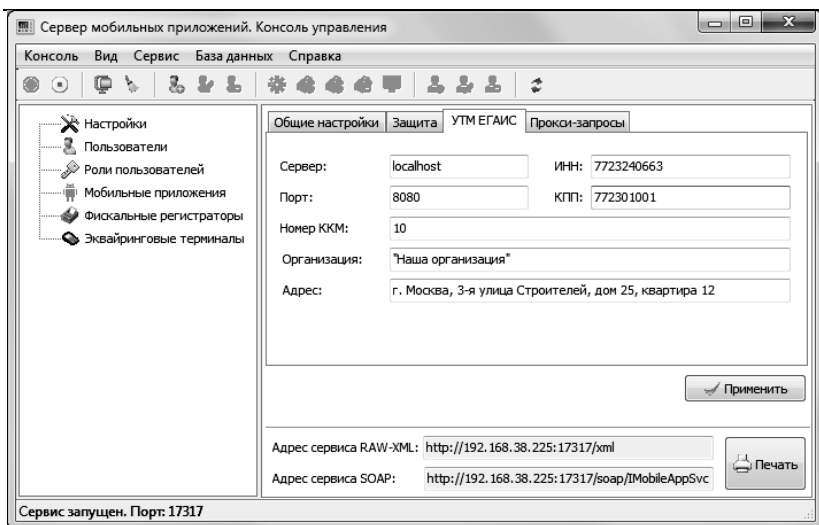 Сервер мобильных приложений. Консоль управления
Консоль Вид Сервис База данных Справка
Настройки
Пользователи
Роли пользователей
Мобильные приложения
Фискальные регистраторы
Эквайринговые терминалы
Общие настройки Защита УТМ ЕГАИС Прокси-запросы
Сервер: localhost ИНН: 7723240663
Порт: 8080 КПП: 772301001
Номер ККМ: 10
Организация: "Наша организация"
Адрес: г. Москва, 3-я улица Строителей, дом 25, квартира 12
Применить
Адрес сервиса RAW-XML: http://192.168.38.225:17317/xml
Адрес сервиса SOAP: http://192.168.38.225:17317/soap/IMobileAppSvc
Печать
Сервис запущен. Порт: 17317